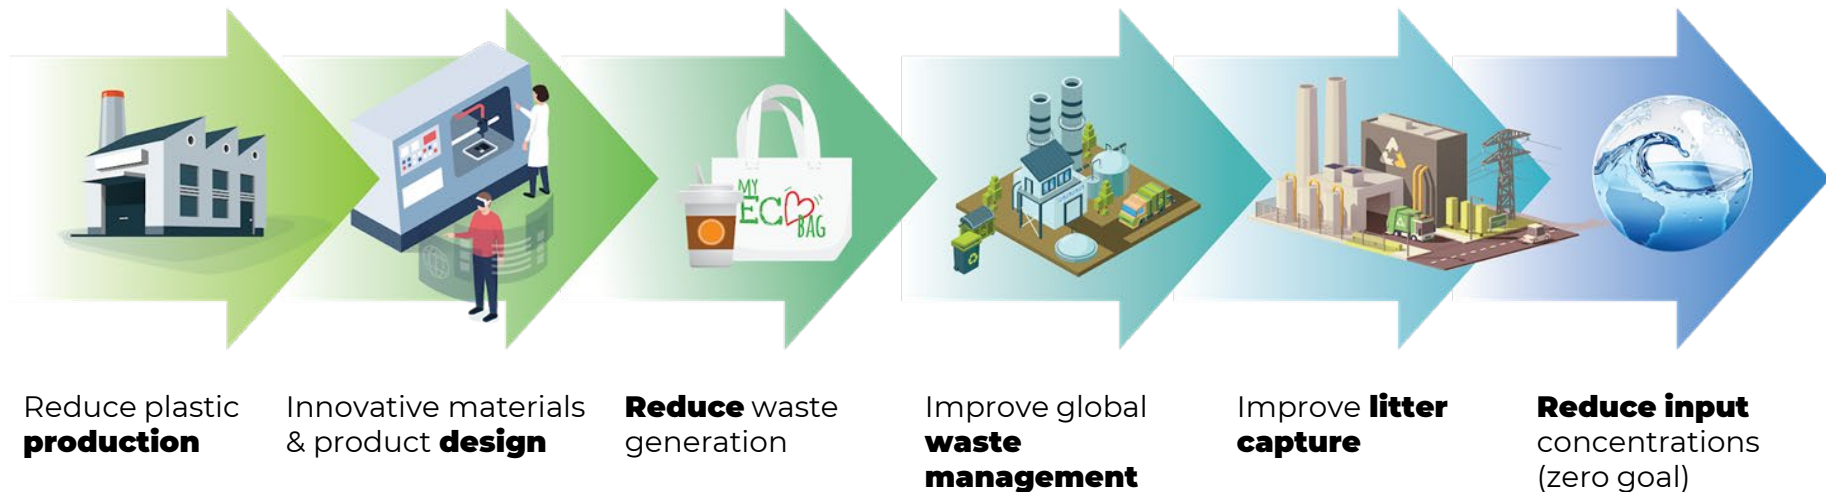 MY
ECO
BAG
Reduce plastic
production
Innovative materials
& product design
Reduce waste
generation
Improve global
waste
management
Improve litter
capture
Reduce input
concentrations
(zero goal)